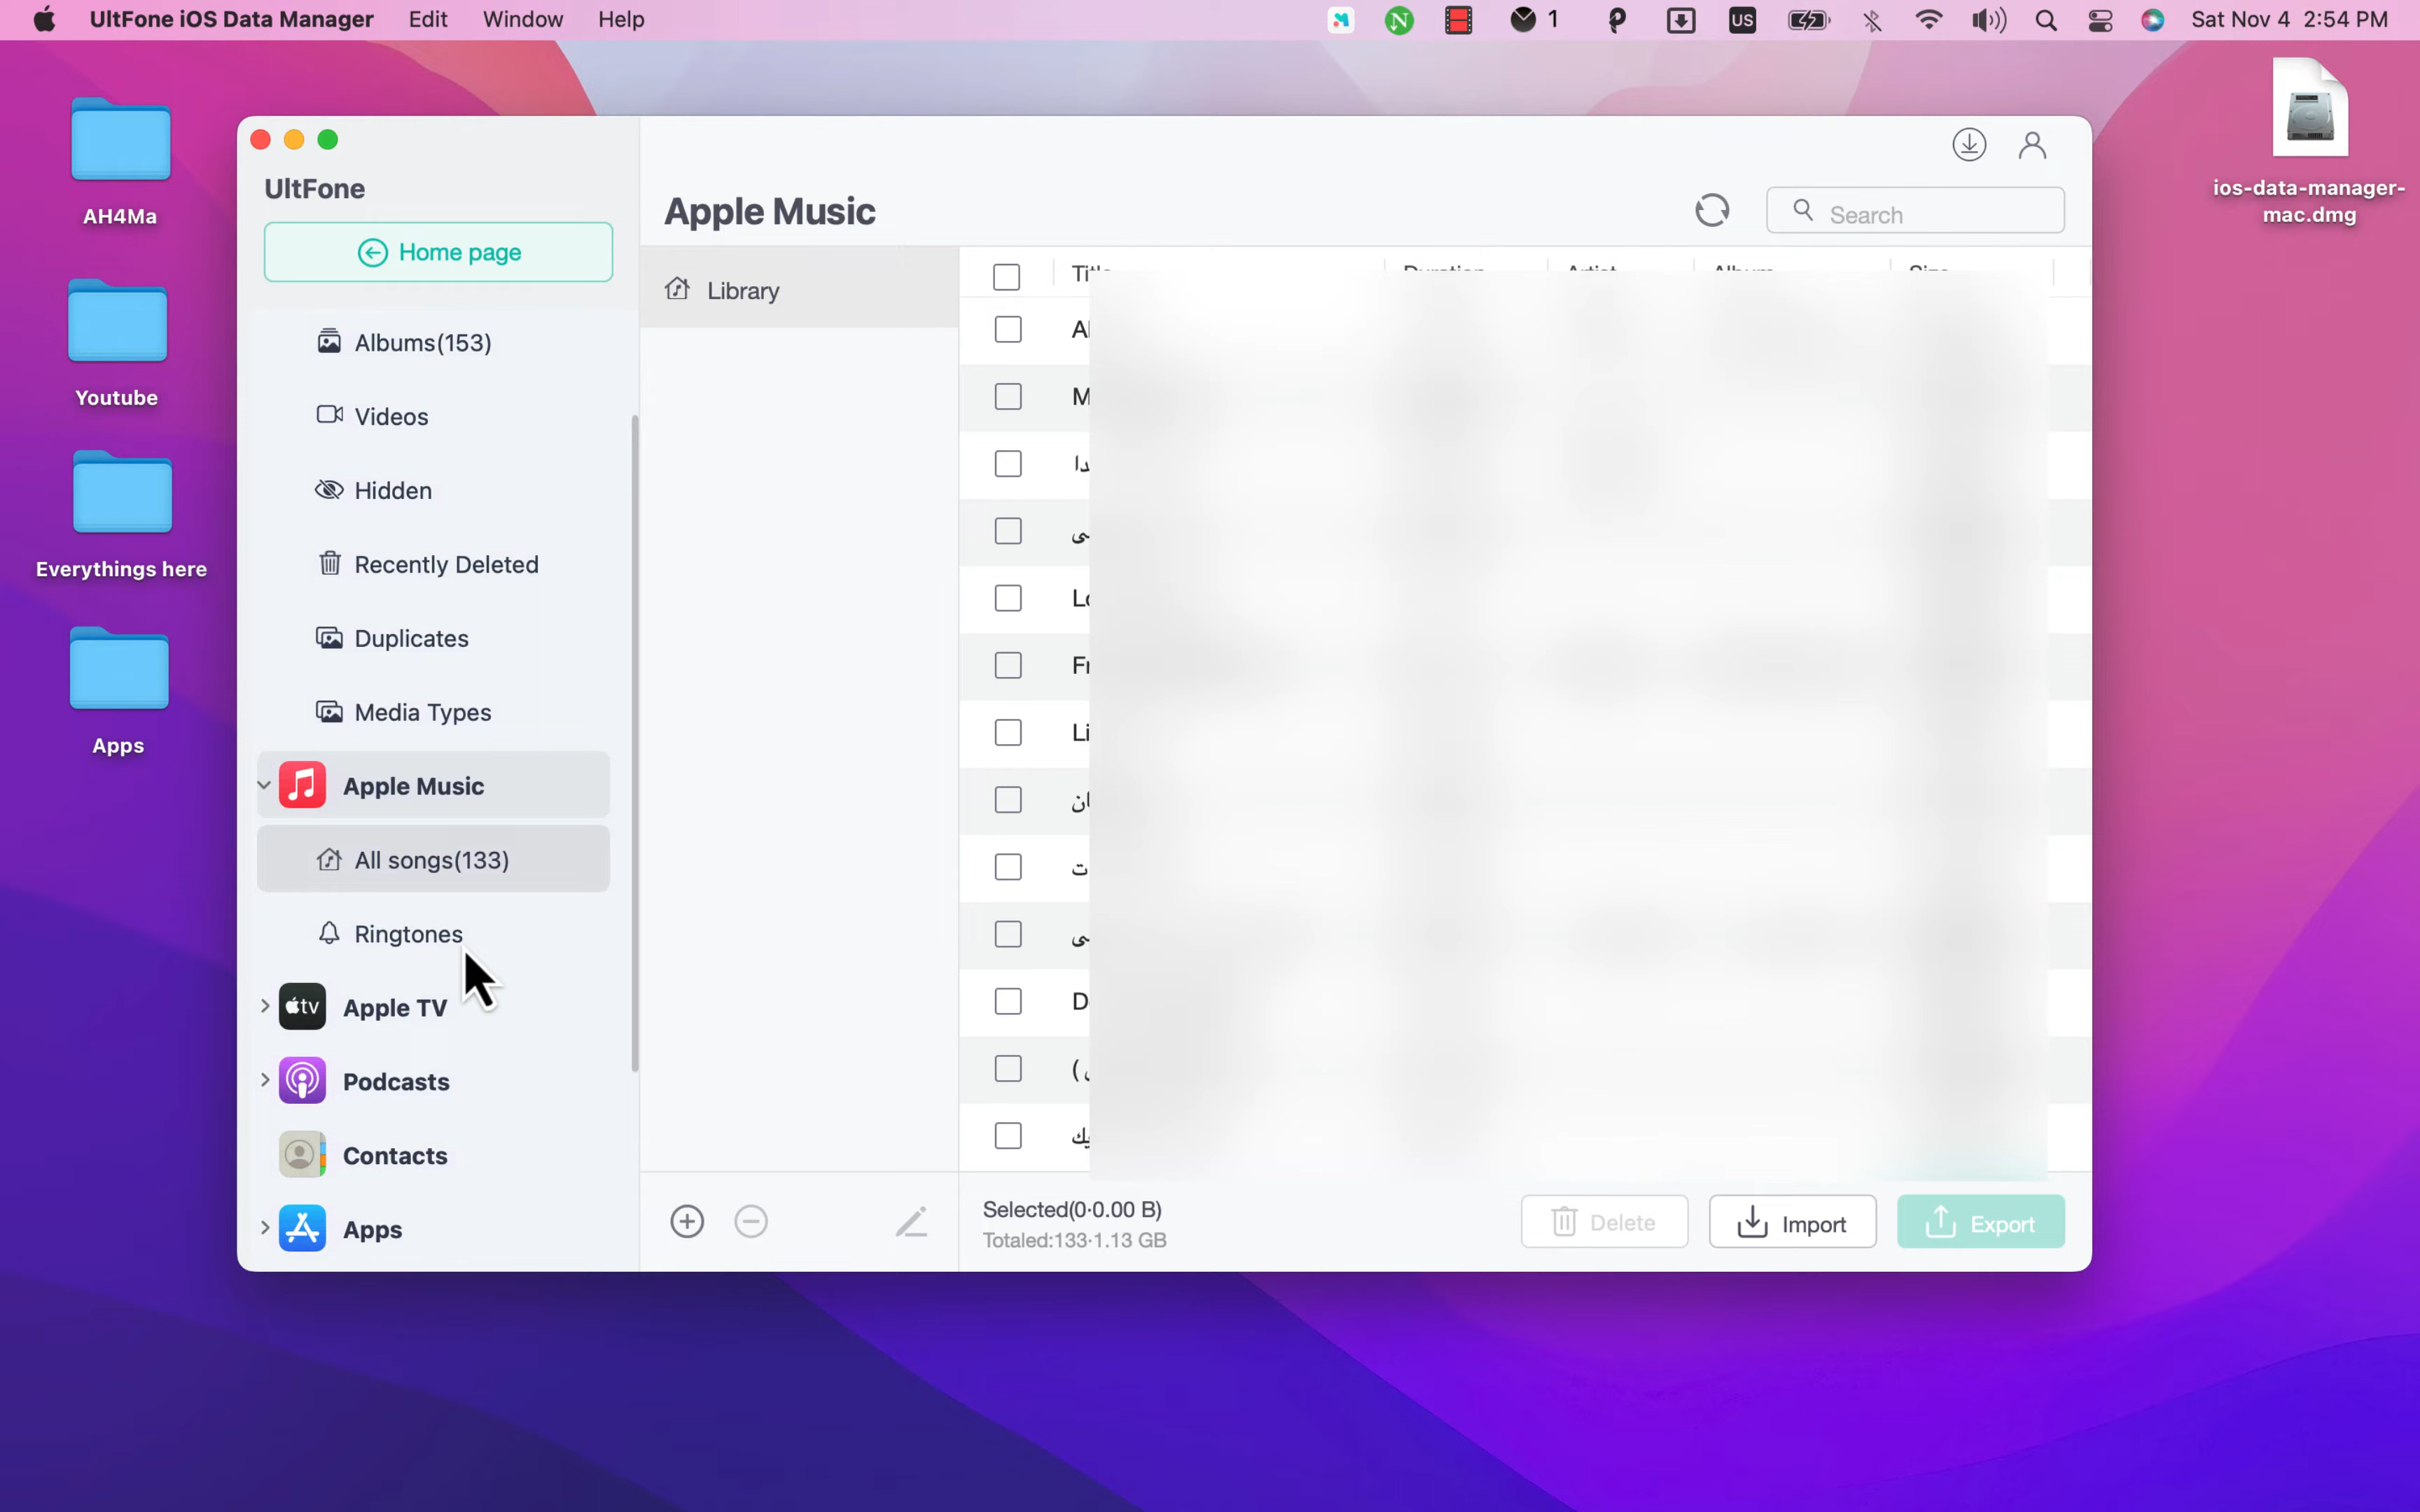 UltFone iOS Data Manager Edit Window Help 1 US Sat Nov 4 2:54 PM
AH4Ma
Youtube
Everythings here
Apps
ios-data-manager-
mac.dmg
UltFone
Home page
Albums(153)
Videos
Hidden
Recently Deleted
Duplicates
Media Types
Apple Music
All songs(133)
Ringtones
tv Apple TV
Podcasts
Contacts
Apps
Apple Music
Search
Library
Selected(0·0.00 B)
Totaled:133·1.13 GB
Delete
Import
Export